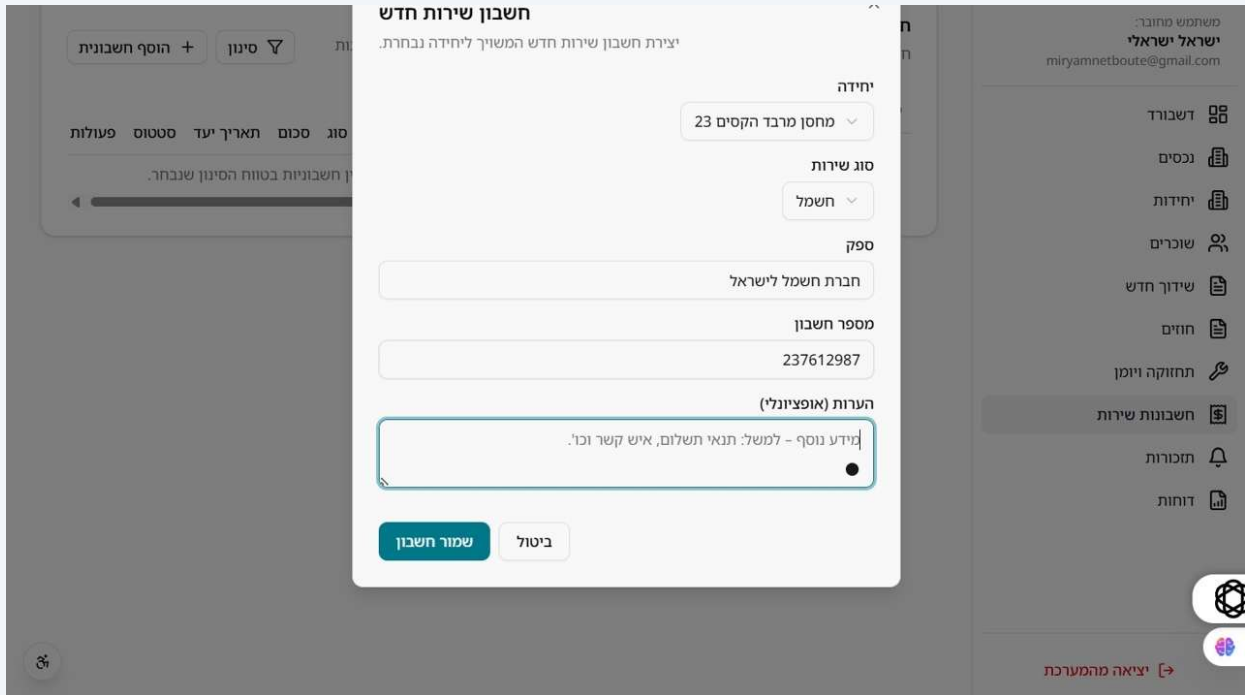 משתמש מחובר:
ישראל ישראלי
miryamnetboute@gmail.com
דשבורד
נכסים
יחידות
שוכרים
שידוך חדש
חוזים
תחזוקה ויומן
חשבונות שירות
תזכורות
דוחות
יציאה מהמערכת
חשבון שירות חדש
יצירת חשבון שירות חדש המשויך ליחידה נבחרת.
יחידה
מחסן מרבד הקסים 23
סוג שירות
חשמל
ספק
חברת חשמל לישראל
מספר חשבון
237612987
הערות (אופציונלי)
מידע נוסף – למשל: תנאי תשלום, איש קשר וכו'.
ביטול
שמור חשבון
סינון
+ הוסף חשבונית
סוג סכום תאריך יעד סטטוס פעולות
חשבוניות בטווח הסינון שנבחר.